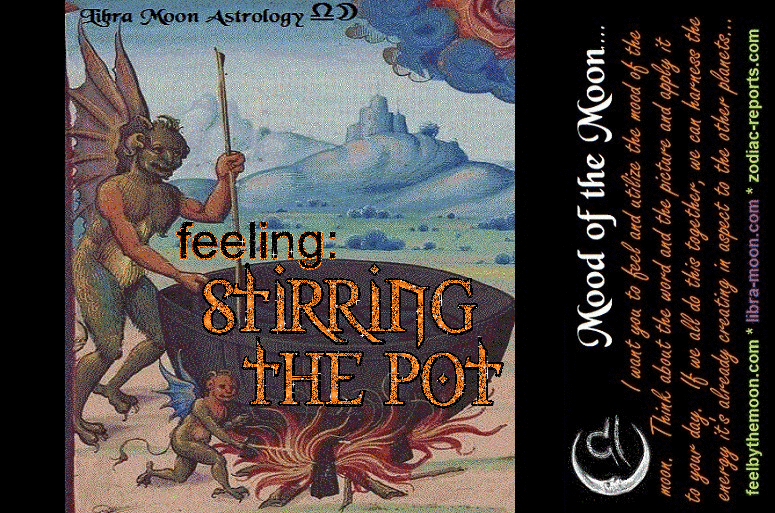 Libra Moon Astrology ♎☽
feeling:
STIRRING
THE POT
Mood of the Moon....
I want you to feel and utilize the mood of the
moon. Think about the word and the picture and apply it
to your day. If we all do this together, we can harness the
energy it's already creating in aspect to the other planets...
feelbythemoon.com * libra-moon.com * zodiac-reports.com